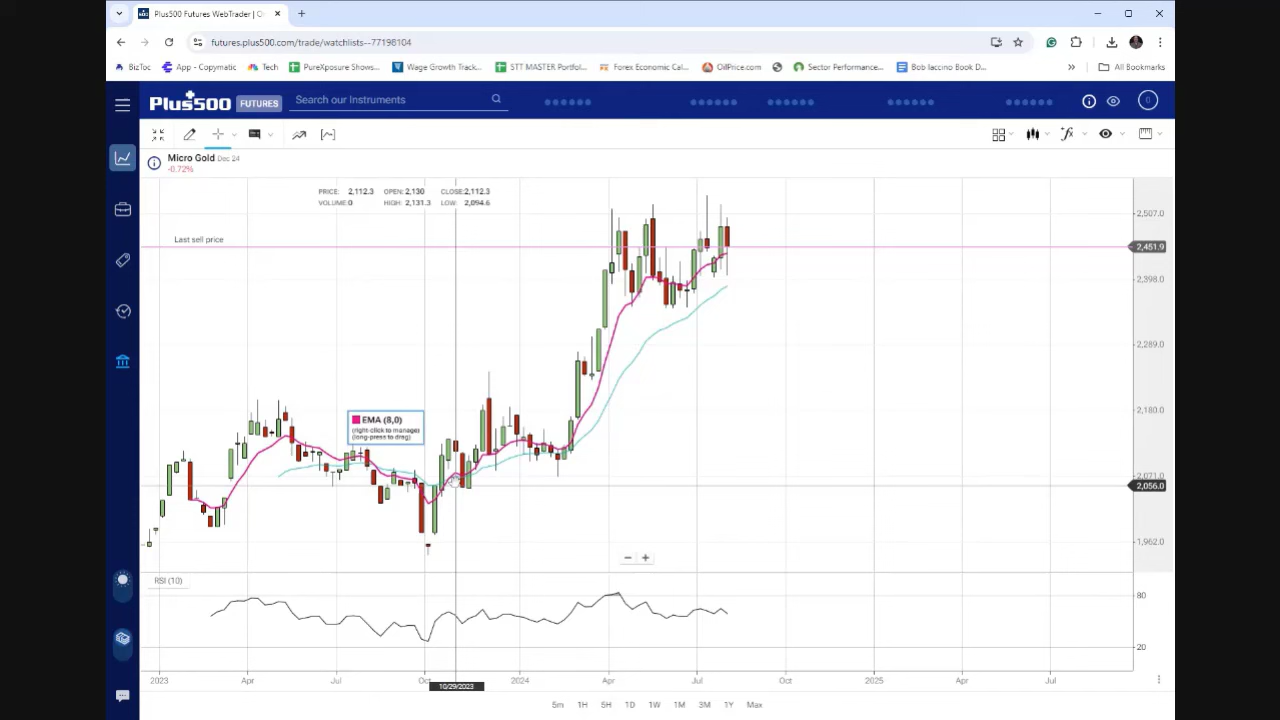 Plus500 Futures WebTrader | O
futures.plus500.com/trade/watchlists--77198104
BizToc
App - Copymatic
Tech
PureXposure Shows...
Wage Growth Track...
STT MASTER Portfol...
Forex Economic Cal...
OilPrice.com
Sector Performance...
Bob Iaccino Book D...
»
All Bookmarks
Plus500 FUTURES
Search our Instruments
0
Micro Gold Dec 24
-0.72%
PRICE: 2,112.3 OPEN: 2,130 CLOSE:2,112.3
VOLUME:0 HIGH: 2,131.3 LOW: 2,094.6
2,507.0
Last sell price
2,451.9
2,398.0
2,289.0
2,180.0
EMA (8,0)
(right-click to manage)
(long-press to drag)
2,071.0
2,056.0
1,962.0
RSI (10)
80
20
2023 Apr Jul Oct 2024 Apr Jul Oct 2025 Apr Jul
10/29/2023
5m 1H 5H 1D 1W 1M 3M 1Y Max